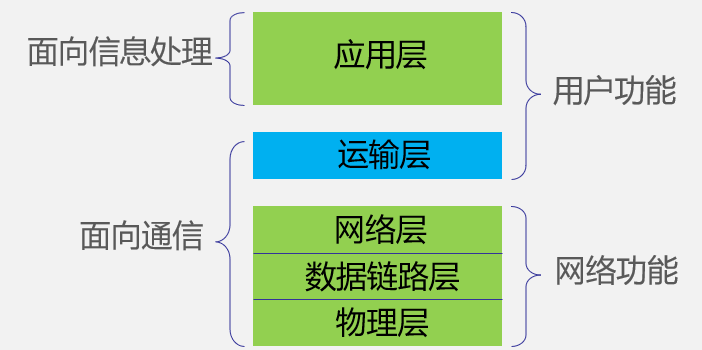 面向信息处理
应用层
用户功能
运输层
面向通信
网络层
数据链路层
网络功能
物理层